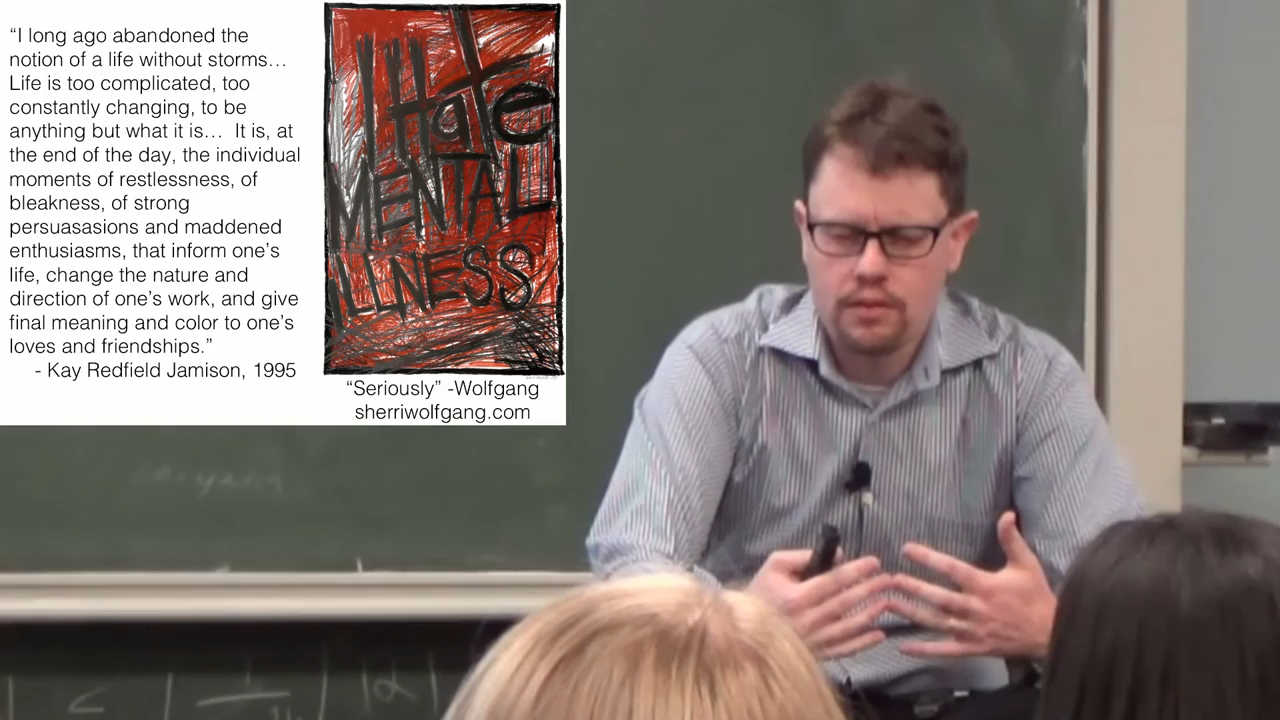 “I long ago abandoned the
notion of a life without storms…
Life is too complicated, too
constantly changing, to be
anything but what it is… It is, at
the end of the day, the individual
moments of restlessness, of
bleakness, of strong
persuasasions and maddened
enthusiasms, that inform one’s
life, change the nature and
direction of one’s work, and give
final meaning and color to one’s
loves and friendships.”
- Kay Redfield Jamison, 1995
I Hate
MENTAL
ILLNESS
“Seriously” -Wolfgang
sherriwolfgang.com